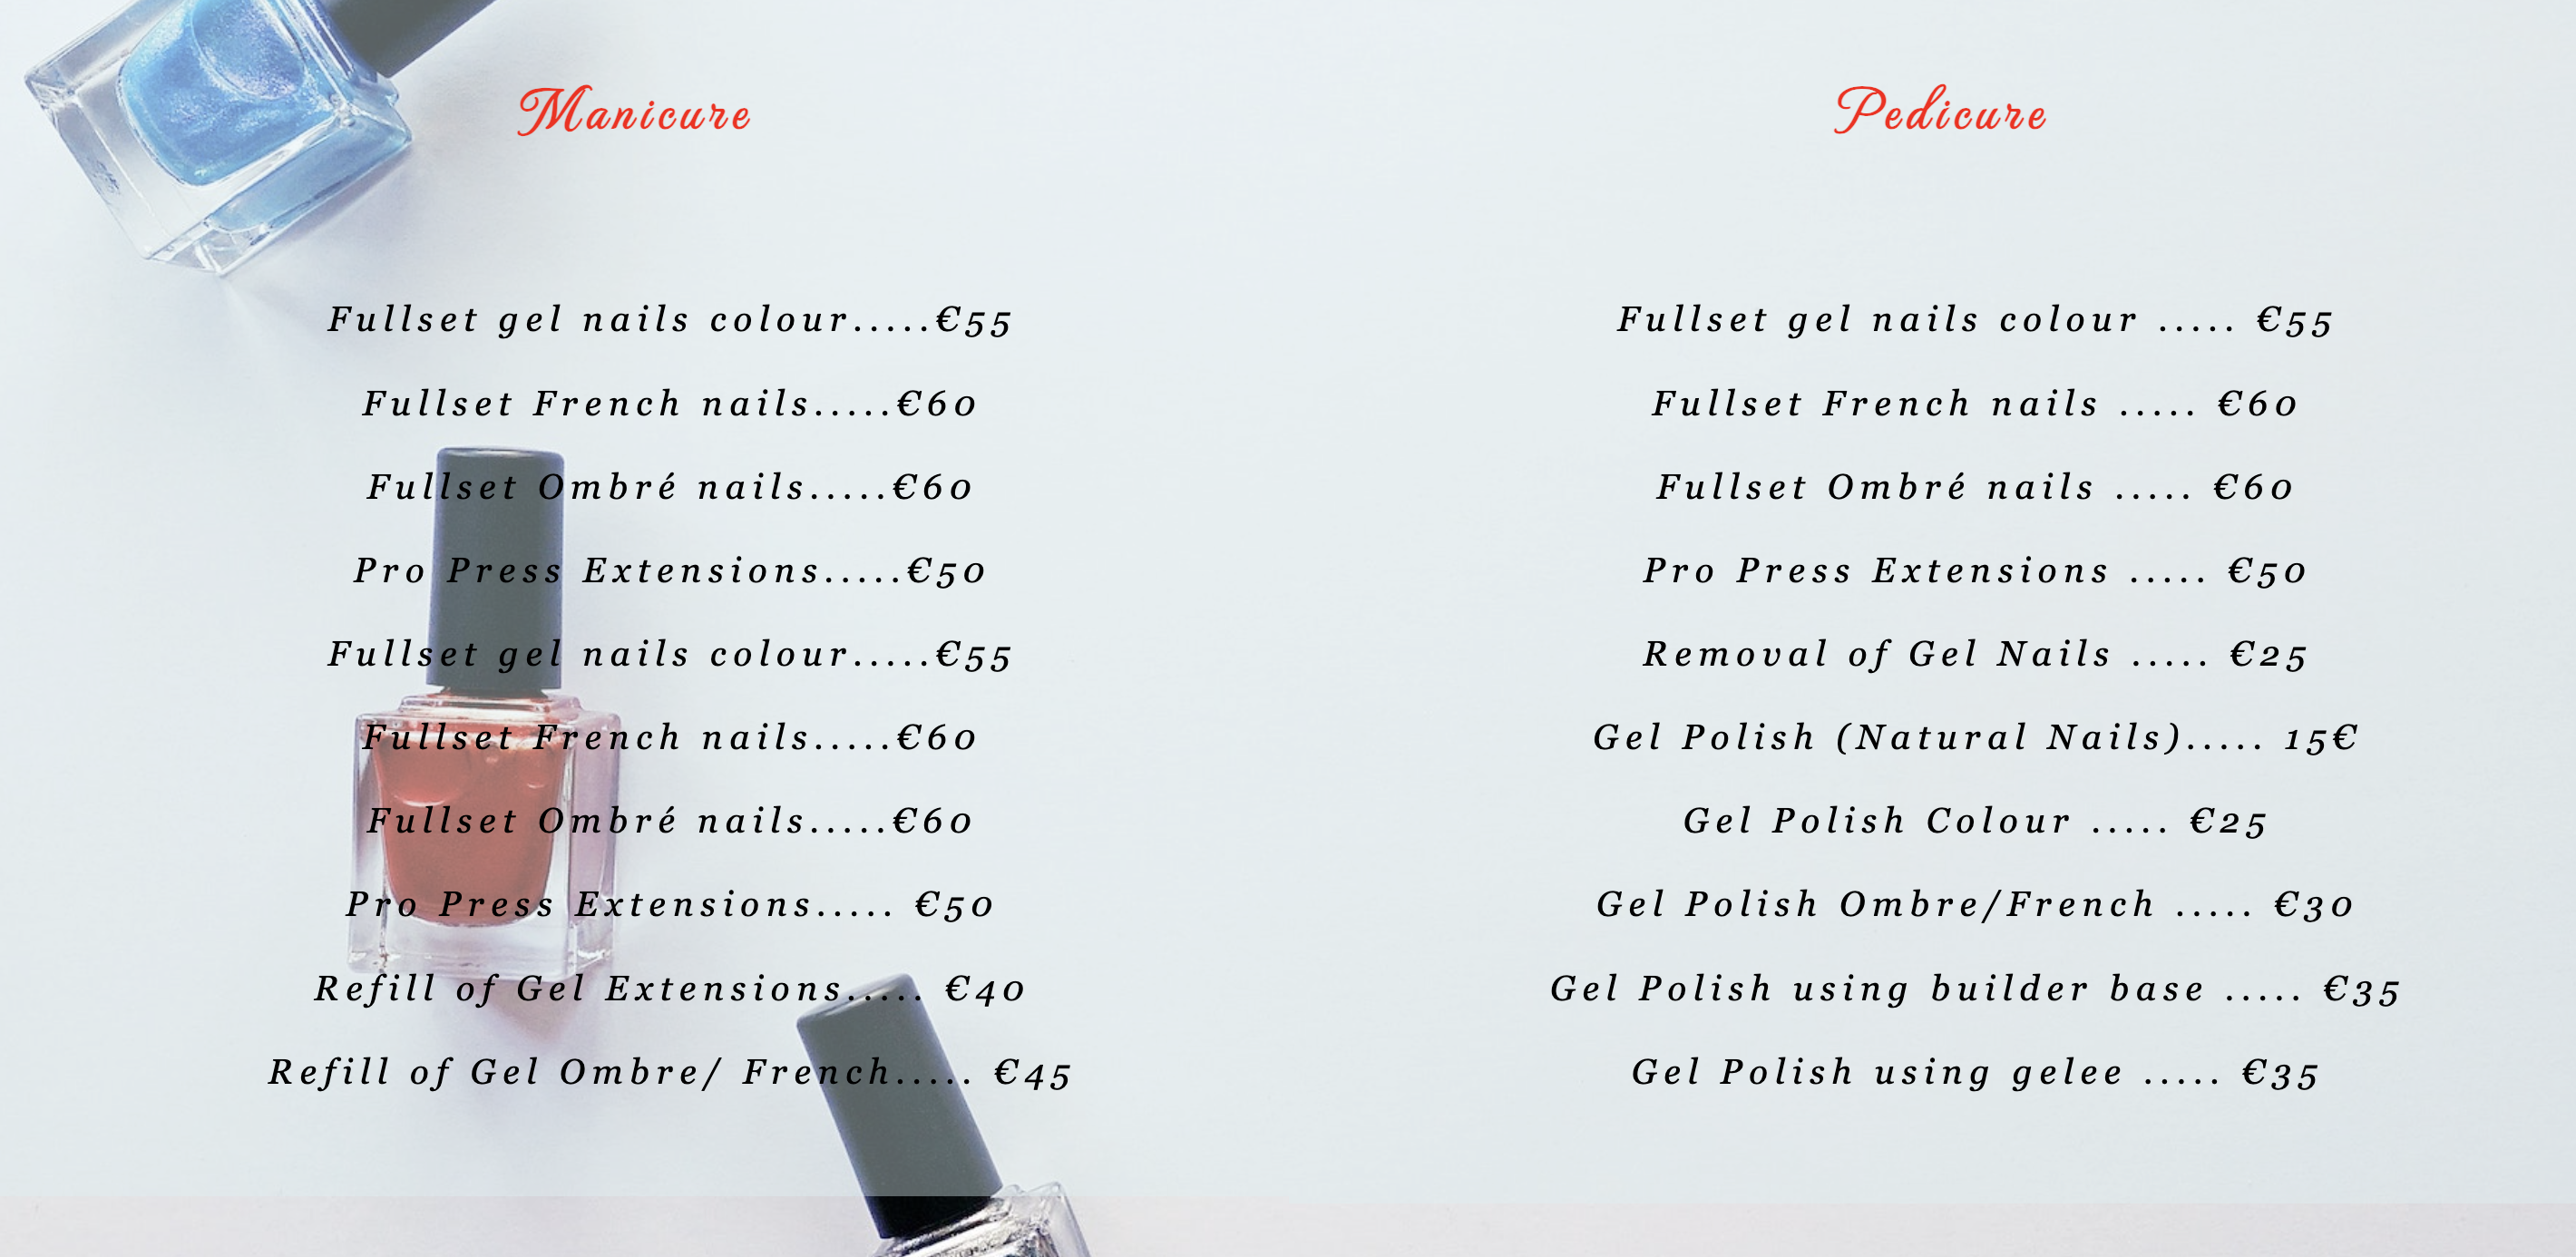 Manicure
Fullset gel nails colour.....€55
Fullset French nails.....€60
Fullset Ombré nails.....€60
Pro Press Extensions.....€50
Fullset gel nails colour.....€55
Fullset French nails.....€60
Fullset Ombré nails.....€60
Pro Press Extensions..... €50
Refill of Gel Extensions..... €40
Refill of Gel Ombre/ French..... €45
Pedicure
Fullset gel nails colour ..... €55
Fullset French nails ..... €60
Fullset Ombré nails ..... €60
Pro Press Extensions ..... €50
Removal of Gel Nails ..... €25
Gel Polish (Natural Nails)..... 15€
Gel Polish Colour ..... €25
Gel Polish Ombre/French ..... €30
Gel Polish using builder base ..... €35
Gel Polish using gelee ..... €35